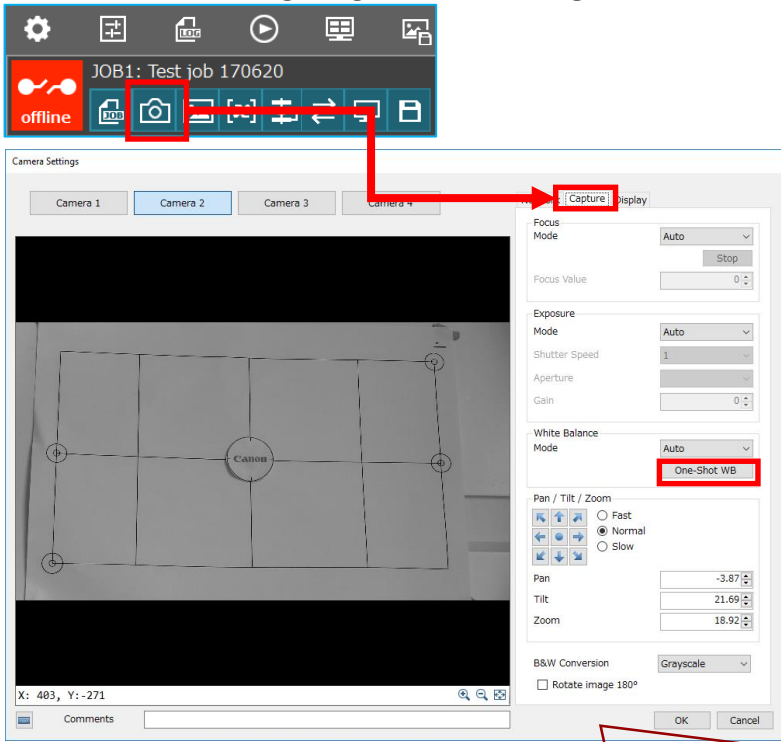 LOG
JOB1: Test job 170620
offline
JOB
Camera Settings
Camera 1 Camera 2 Camera 3 Camera 4
Capture Display
Focus
Mode Auto
Stop
Focus Value 0
Exposure
Mode Auto
Shutter Speed 1
Aperture
Gain 0
White Balance
Mode Auto
One-Shot WB
Canon
Pan / Tilt / Zoom
Fast
Normal
Slow
Pan -3.87
Tilt 21.69
Zoom 18.92
B&W Conversion Grayscale
Rotate image 180°
X: 403, Y:-271
Comments
OK Cancel